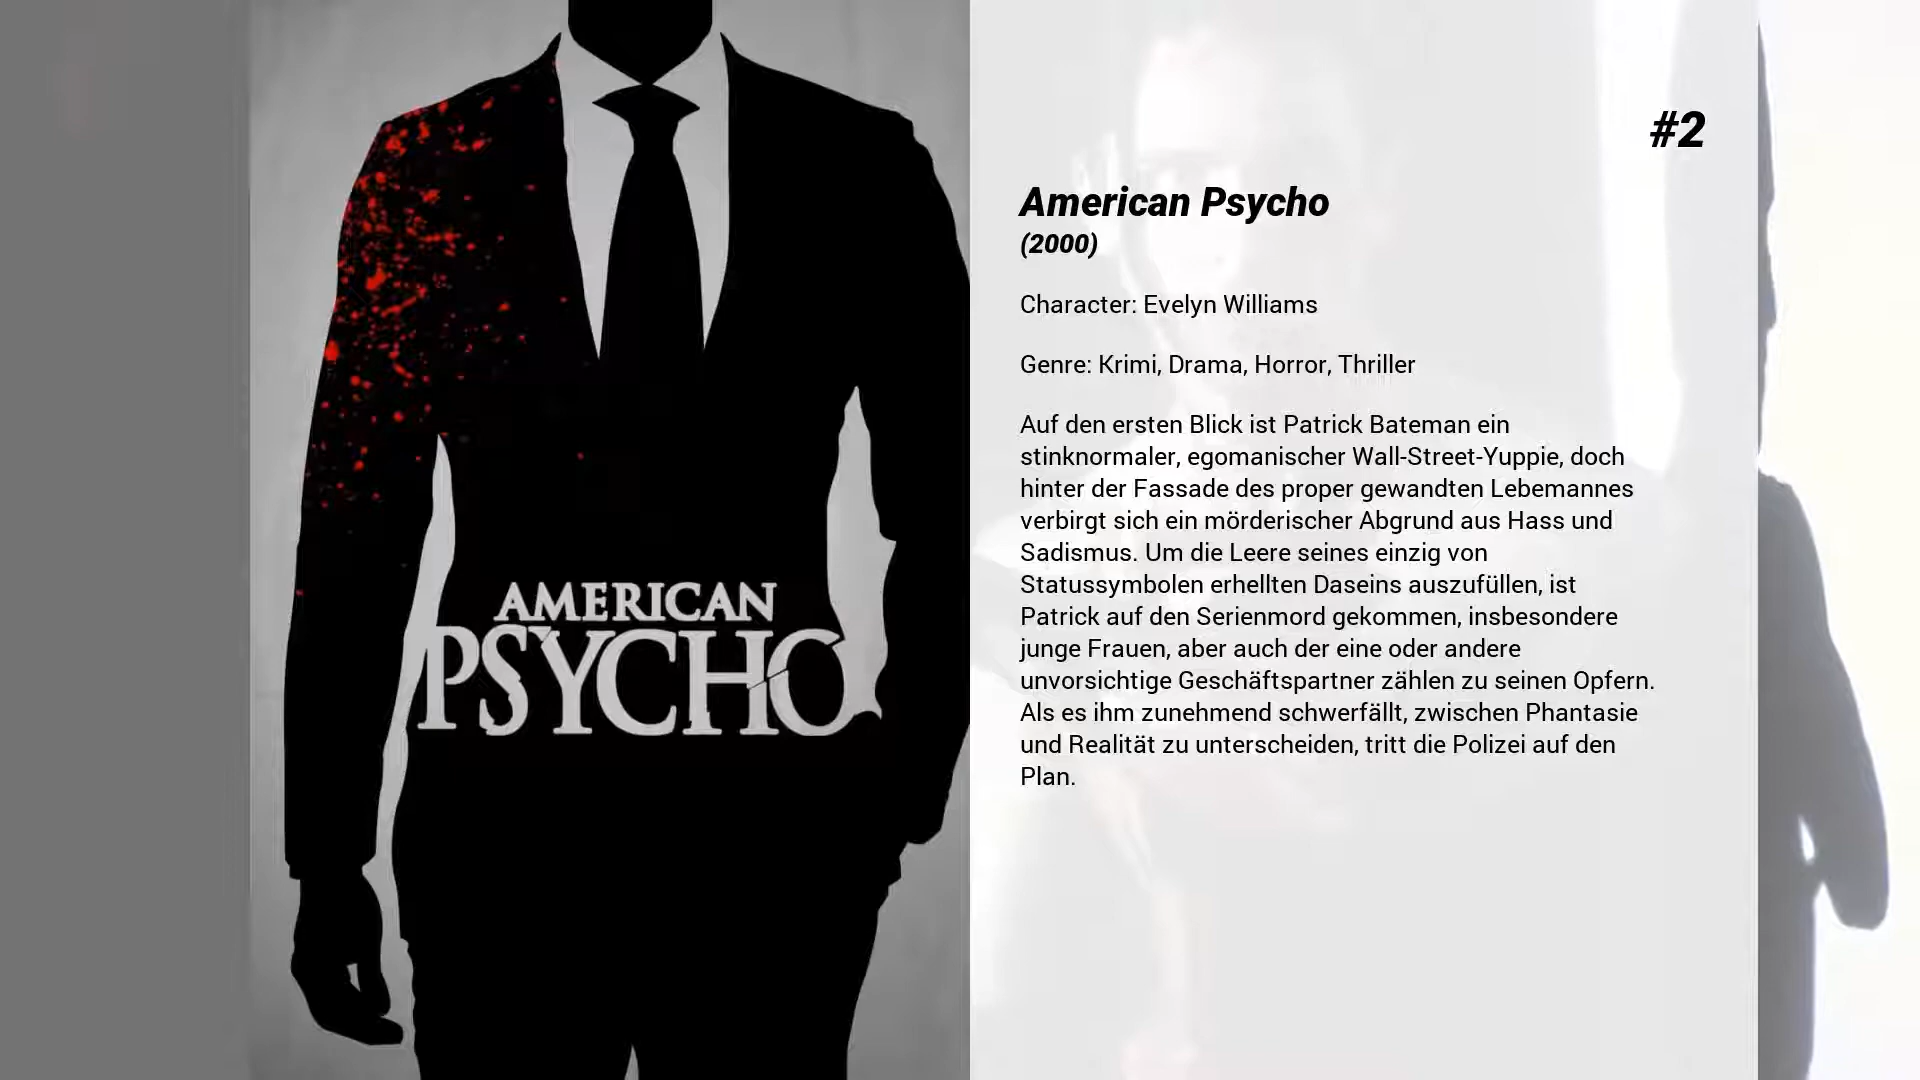 AMERICAN
PSYCHO
#2
American Psycho
(2000)
Character: Evelyn Williams
Genre: Krimi, Drama, Horror, Thriller
Auf den ersten Blick ist Patrick Bateman ein
stinknormaler, egomanischer Wall-Street-Yuppie, doch
hinter der Fassade des proper gewandten Lebemannes
verbirgt sich ein mörderischer Abgrund aus Hass und
Sadismus. Um die Leere seines einzig von
Statussymbolen erhellten Daseins auszufüllen, ist
Patrick auf den Serienmord gekommen, insbesondere
junge Frauen, aber auch der eine oder andere
unvorsichtige Geschäftspartner zählen zu seinen Opfern.
Als es ihm zunehmend schwerfällt, zwischen Phantasie
und Realität zu unterscheiden, tritt die Polizei auf den
Plan.